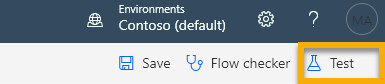 Environments
Contoso (default)
?
MA
Save
Flow checker
Test